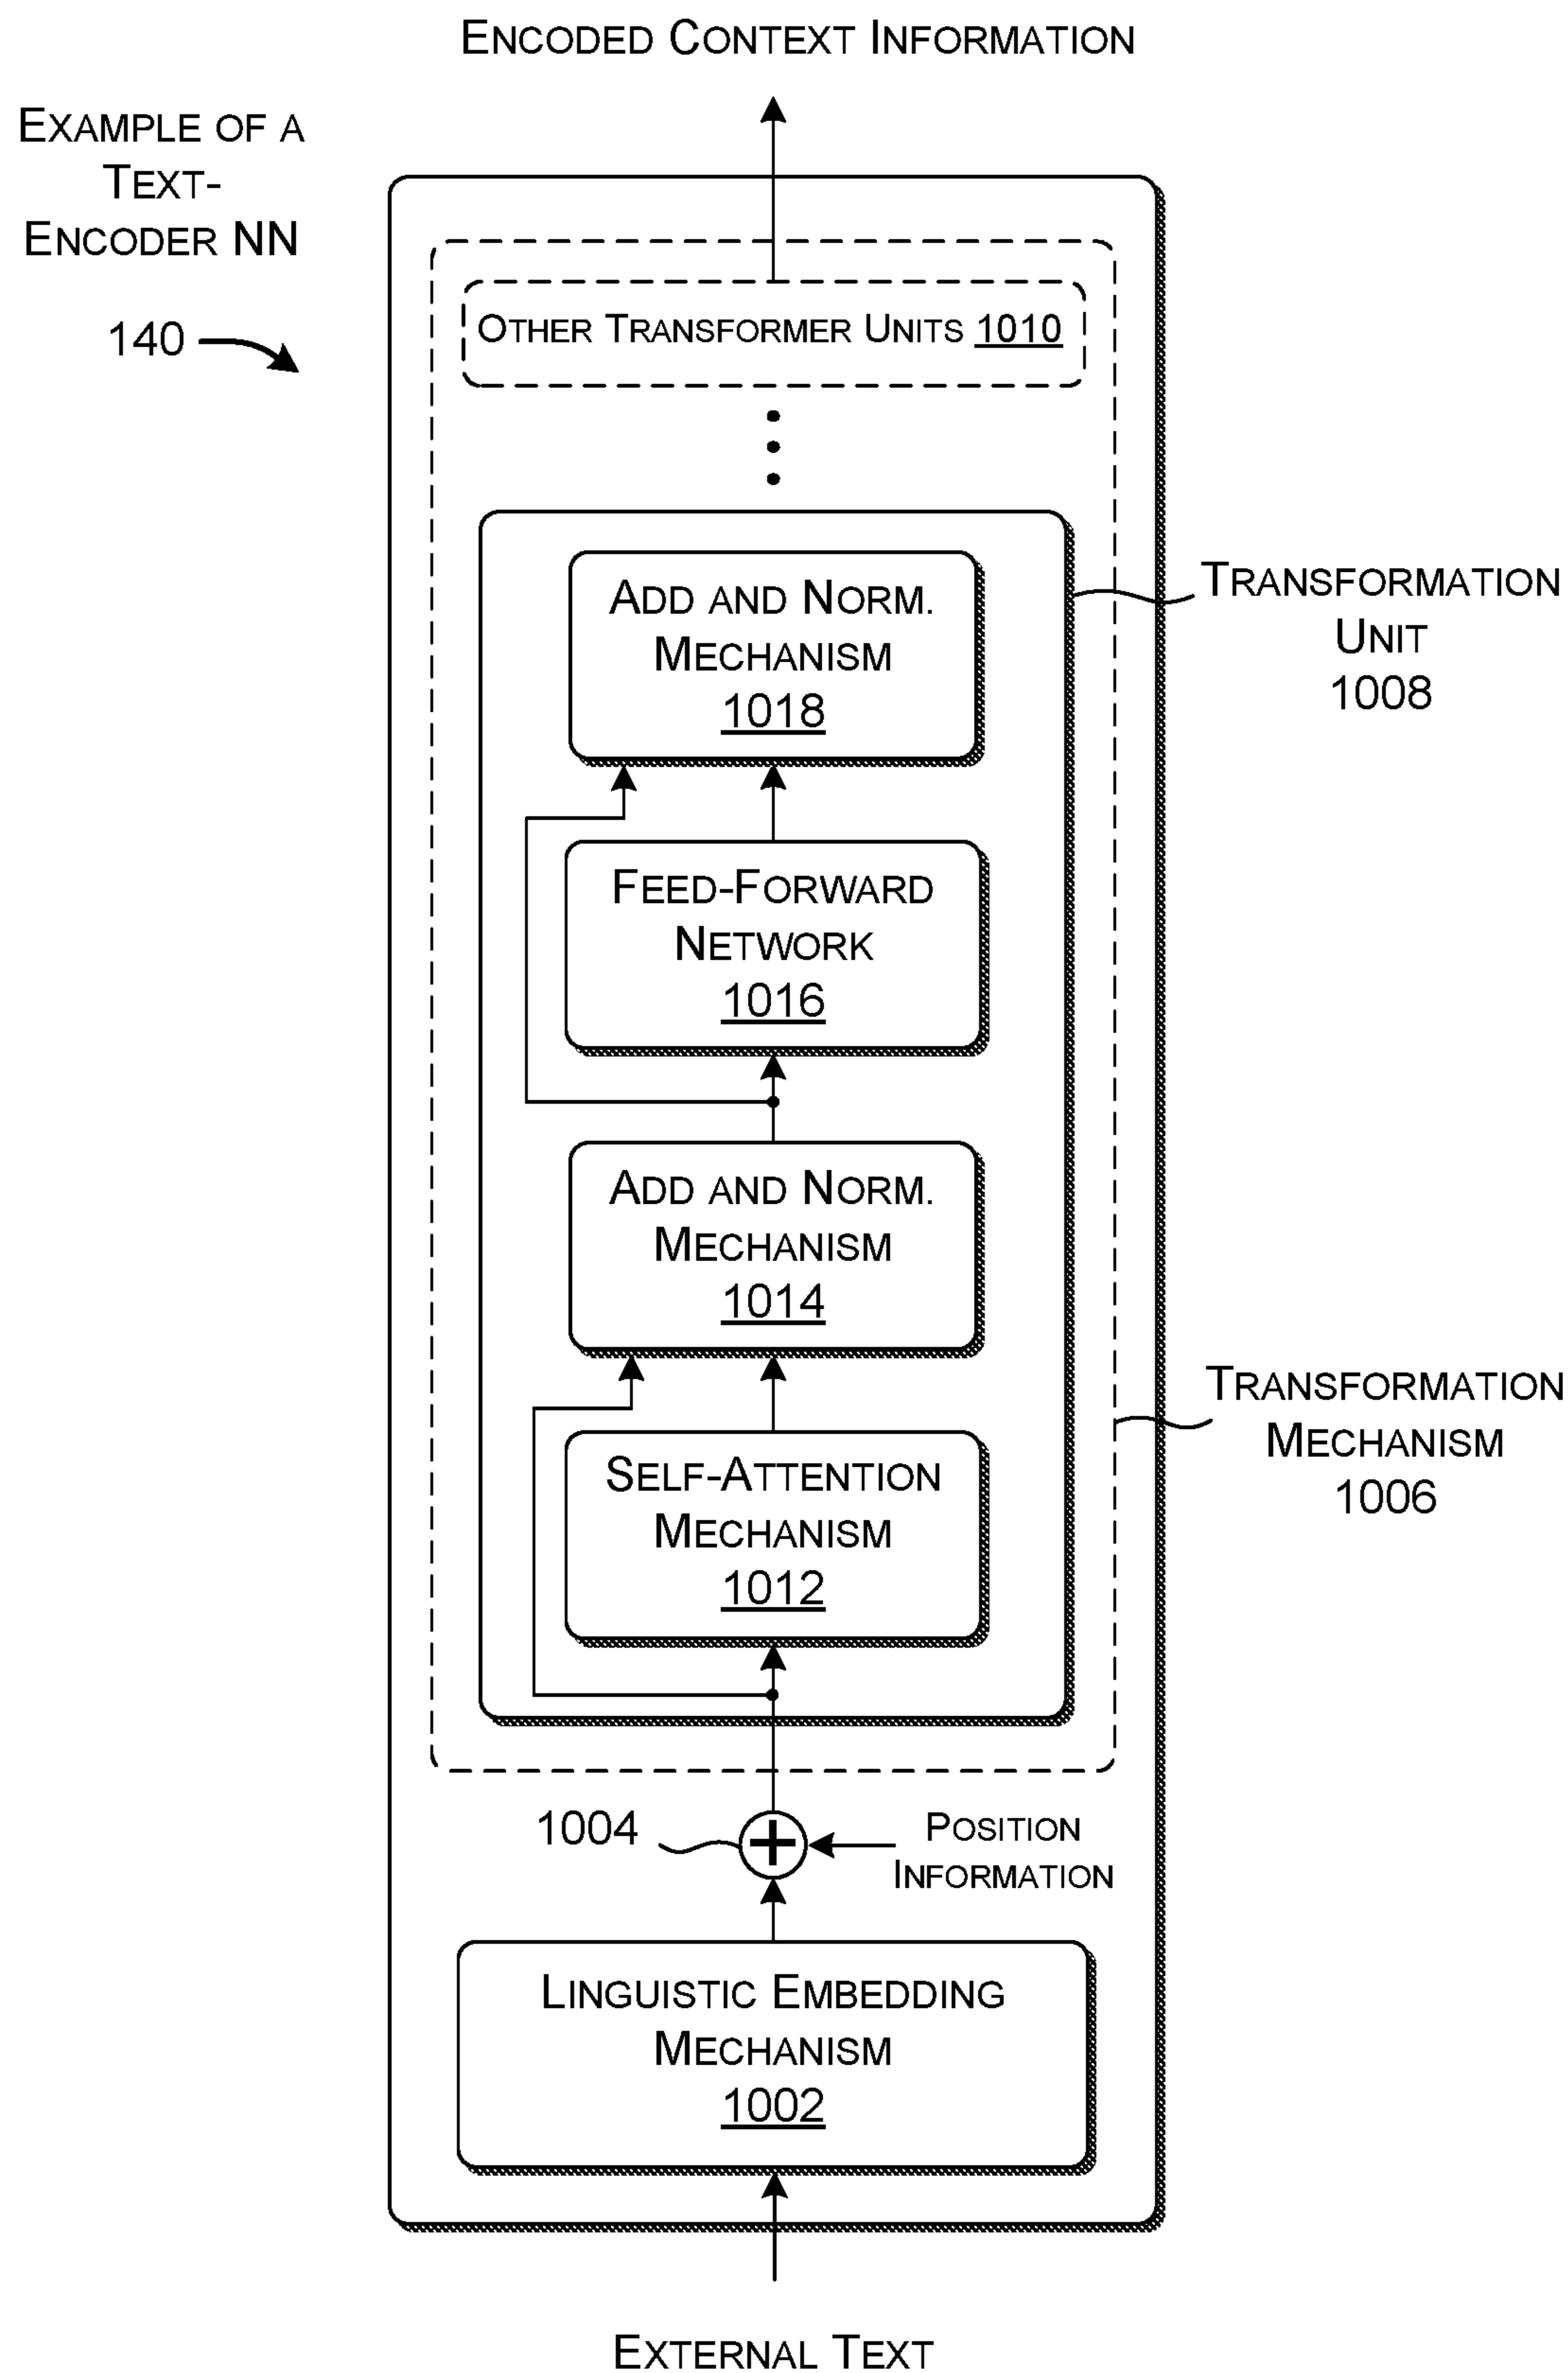 ENCODED CONTEXT INFORMATION
EXAMPLE OF A
TEXT-
ENCODER NN
140
OTHER TRANSFORMER UNITS 1010
ADD AND NORM.
MECHANISM
1018
TRANSFORMATION
UNIT
1008
FEED-FORWARD
NETWORK
1016
ADD AND NORM.
MECHANISM
1014
TRANSFORMATION
MECHANISM
1006
SELF-ATTENTION
MECHANISM
1012
1004
+
POSITION
INFORMATION
LINGUISTIC EMBEDDING
MECHANISM
1002
EXTERNAL TEXT